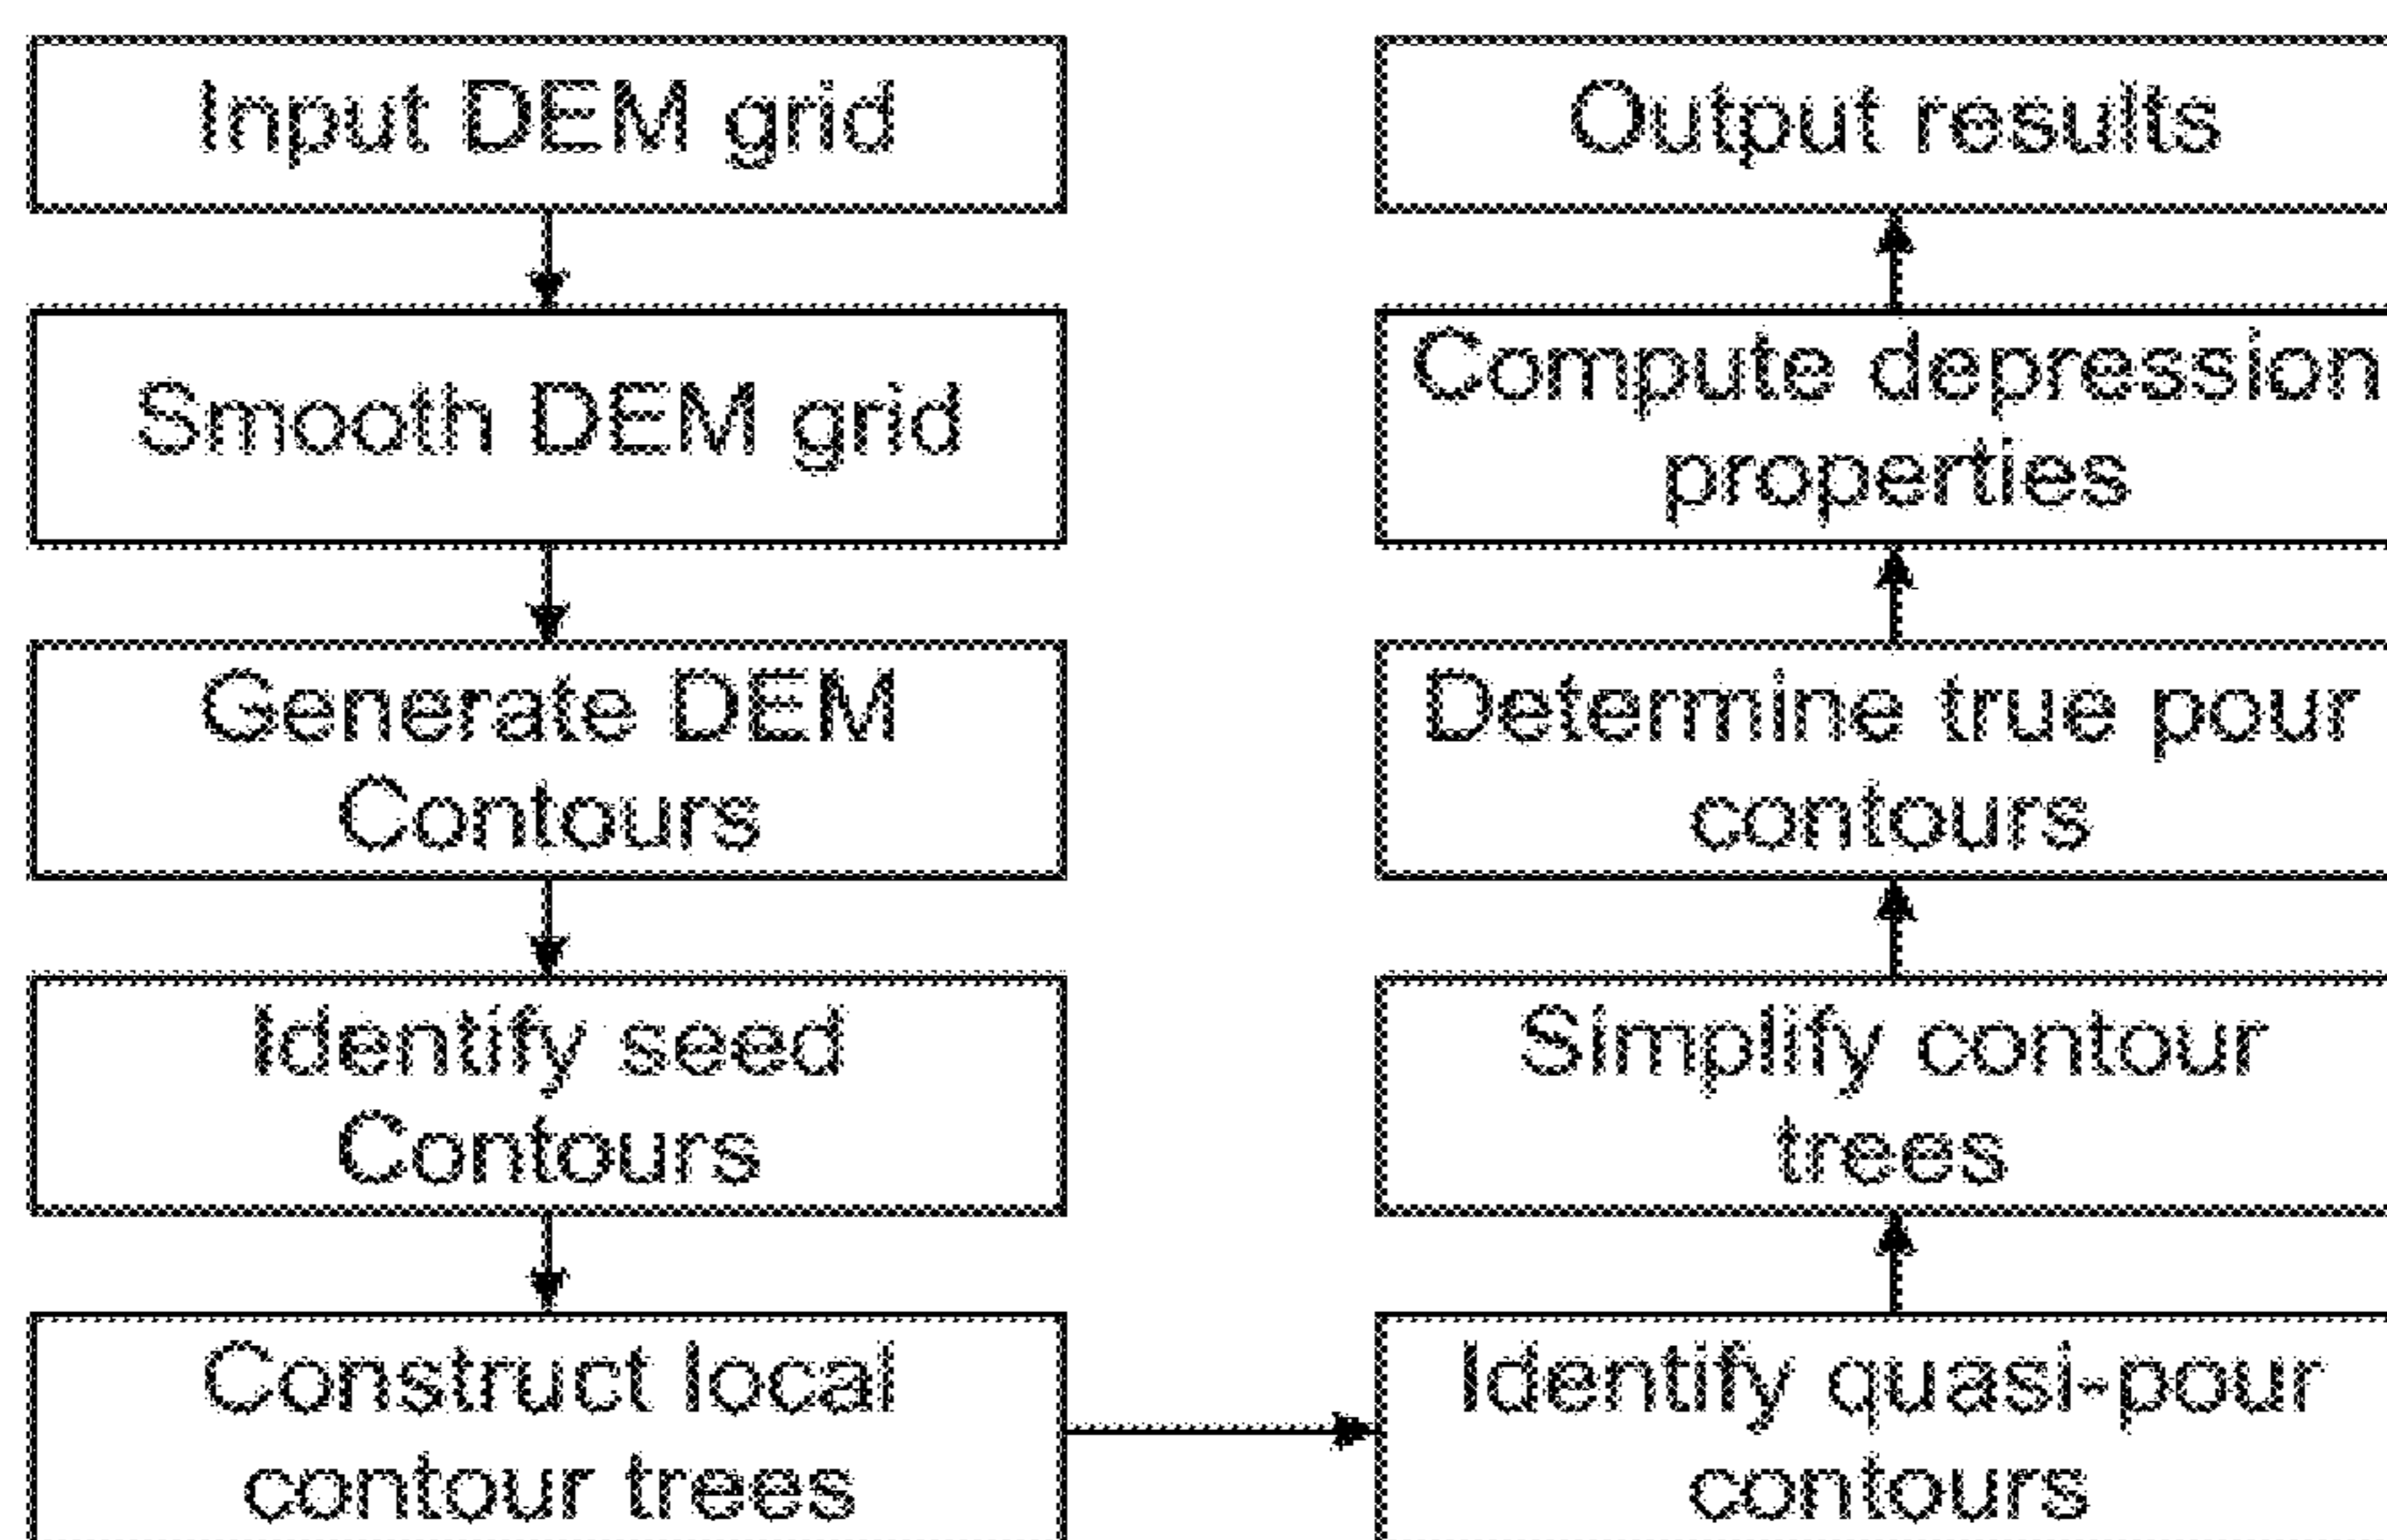 Input DEM grid
Smooth DEM grid
Generate DEM
Contours
Identify seed
Contours
Construct local
contour trees
Identify quasi-pour
contours
Simplify contour
trees
Determine true pour
contours
Compute depression
properties
Output results